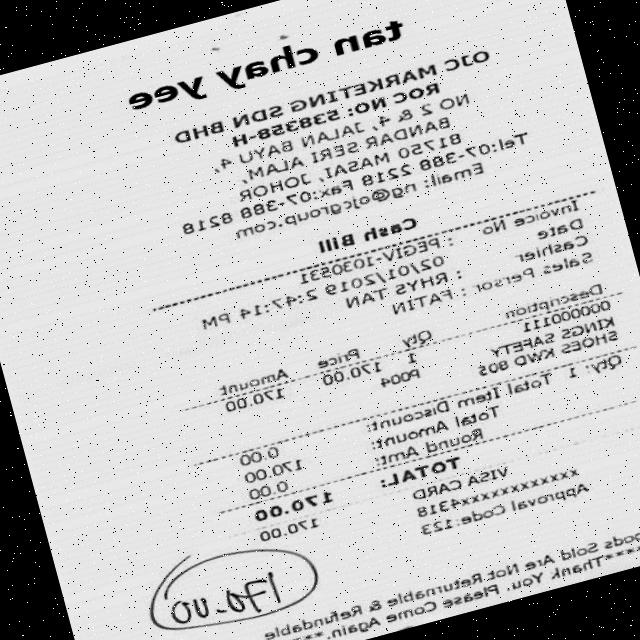 tan chay yee
OJC MARKETING SDN BHD
ROC NO: 538358-H
NO 2 & 4, JALAN BAYU 4,
BANDAR SERI ALAM,
81750 MASAI, JOHOR
Tel:07-388 2218 Fax:07-388 8218
Email: ng@ojcgroup.com
Cash Bill
Invoice No : PEGIV-1030531
Date : 02/01/2019 2:47:14 PM
Cashier : RHYS TAN
Sales Person : FATIN
Description Qty Price Amount
000000111 1 170.00 170.00
KINGS SAFETY
SHOES KWD 805 P004
Qty: 1 Total Item Discount: 0.00
Total Amount: 170.00
Round Amt: 0.00
TOTAL: 170.00
VISA CARD 170.00
xxxxxxxxxxxx4318
Approval Code:123
170.00
Goods Sold Are Not Returnable & Refundable
****Thank You. Please Come Again.****